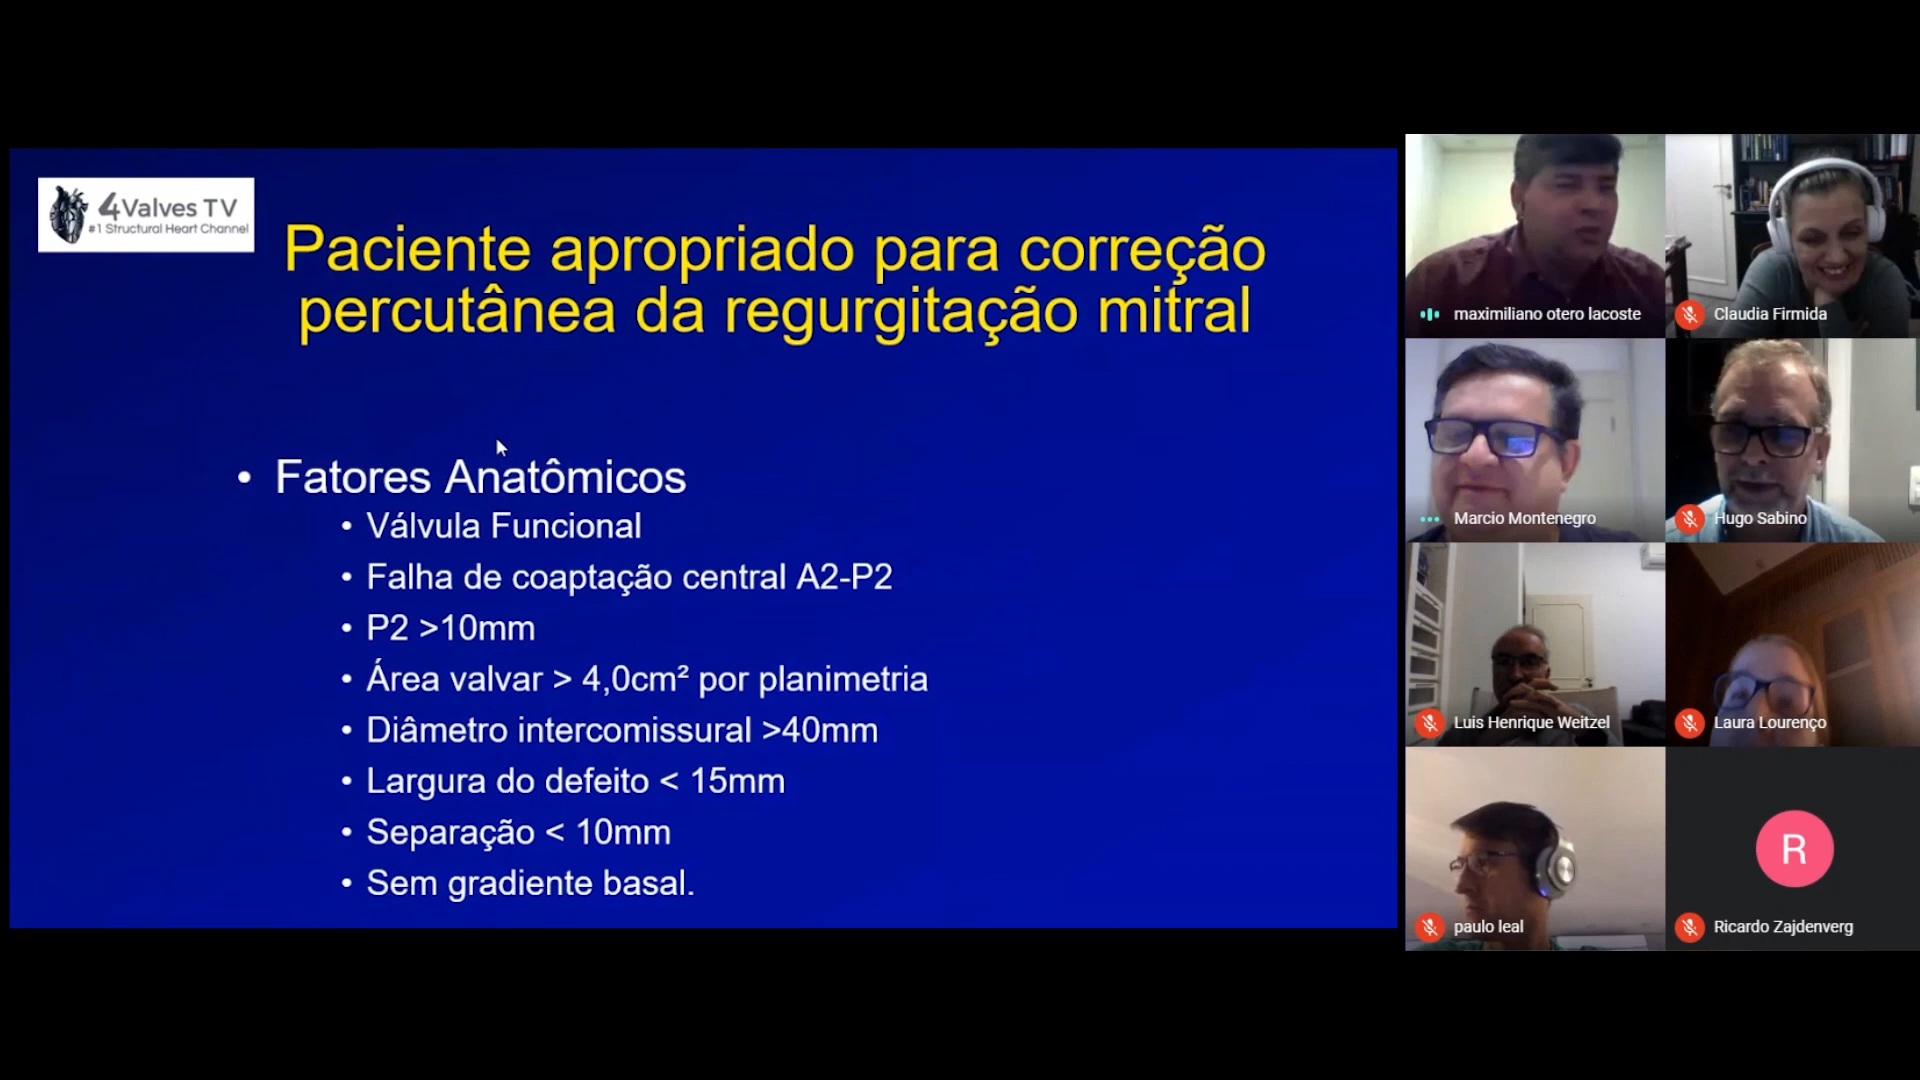 4Valves TV
#1 Structural Heart Channel
Paciente apropriado para correção
percutânea da regurgitação mitral
• Fatores Anatômicos
• Válvula Funcional
• Falha de coaptação central A2-P2
• P2 >10mm
• Área valvar > 4,0cm² por planimetria
• Diâmetro intercomissural >40mm
• Largura do defeito < 15mm
• Separação < 10mm
• Sem gradiente basal.
maximiliano otero lacoste
Claudia Firmida
Marcio Montenegro
Hugo Sabino
Luis Henrique Weitzel
Laura Lourenço
paulo leal
R
Ricardo Zajdenverg